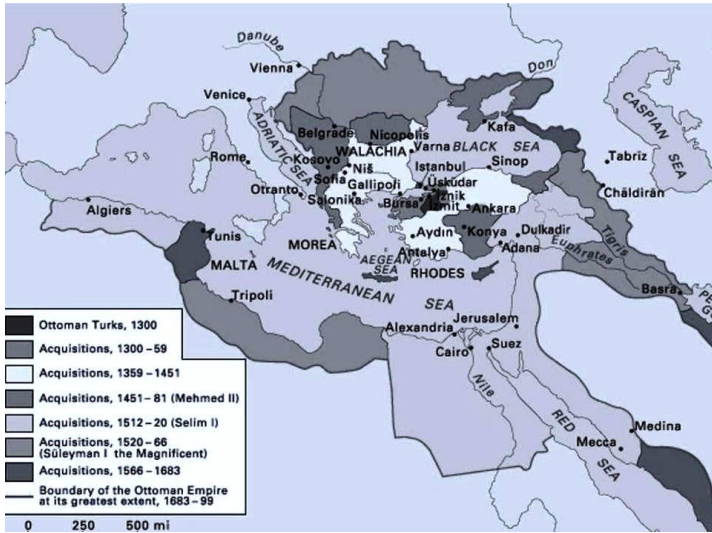 Danube
Vienna
Don
Venice
ADRIATIC SEA
Belgrade
Nicopolis
Kafa
CASPIAN
SEA
WALACHIA
Varna
BLACK SEA
Rome
Kosovo
Niš
Istanbul
Sinop
Tabrīz
Sofia
Üsküdar
Chāldirān
Otranto
Gallipoli
Iznik
Salonika
Bursa
Izmit
Ankara
Algiers
Tunis
MOREA
Aydın
Konya
Dulkadir
Tigris
AEGEAN
SEA
Antalya
Adana
Euphrates
MALTA
RHODES
Basra
MEDITERRANEAN
SEA
Tripoli
Jerusalem
Alexandria
Cairo
Suez
Nile
RED
SEA
Medina
Mecca
Ottoman Turks, 1300
Acquisitions, 1300–59
Acquisitions, 1359–1451
Acquisitions, 1451–81 (Mehmed II)
Acquisitions, 1512–20 (Selim I)
Acquisitions, 1520–66
(Süleyman I the Magnificent)
Acquisitions, 1566–1683
Boundary of the Ottoman Empire
at its greatest extent, 1683–99
0 250 500 mi